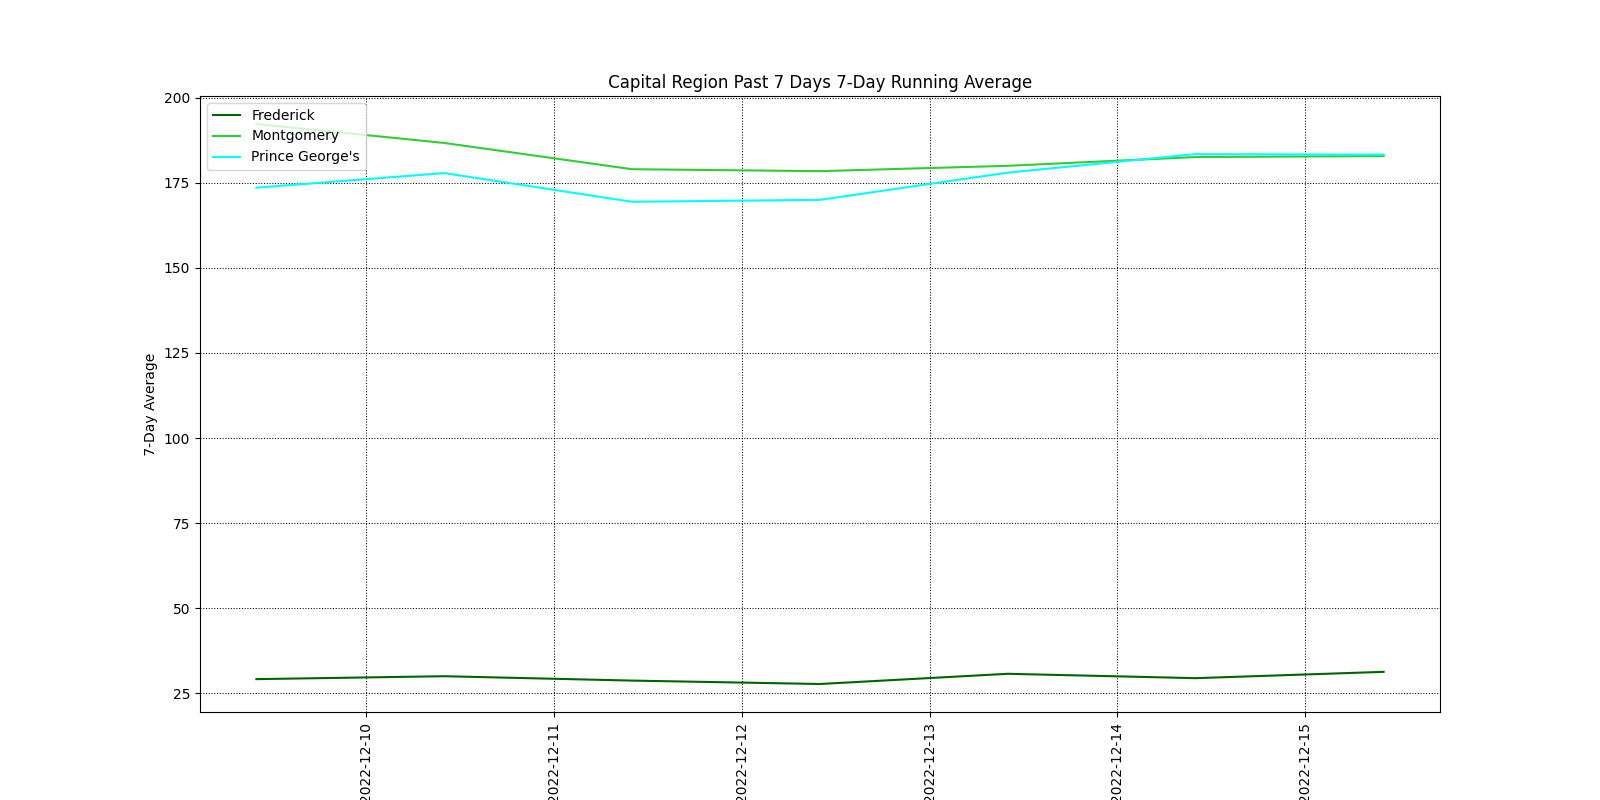 Capital Region Past 7 Days 7-Day Running Average
Frederick
Montgomery
Prince George's
7-Day Average
200
175
150
125
100
75
50
25
2022-12-10
2022-12-11
2022-12-12
2022-12-13
2022-12-14
2022-12-15